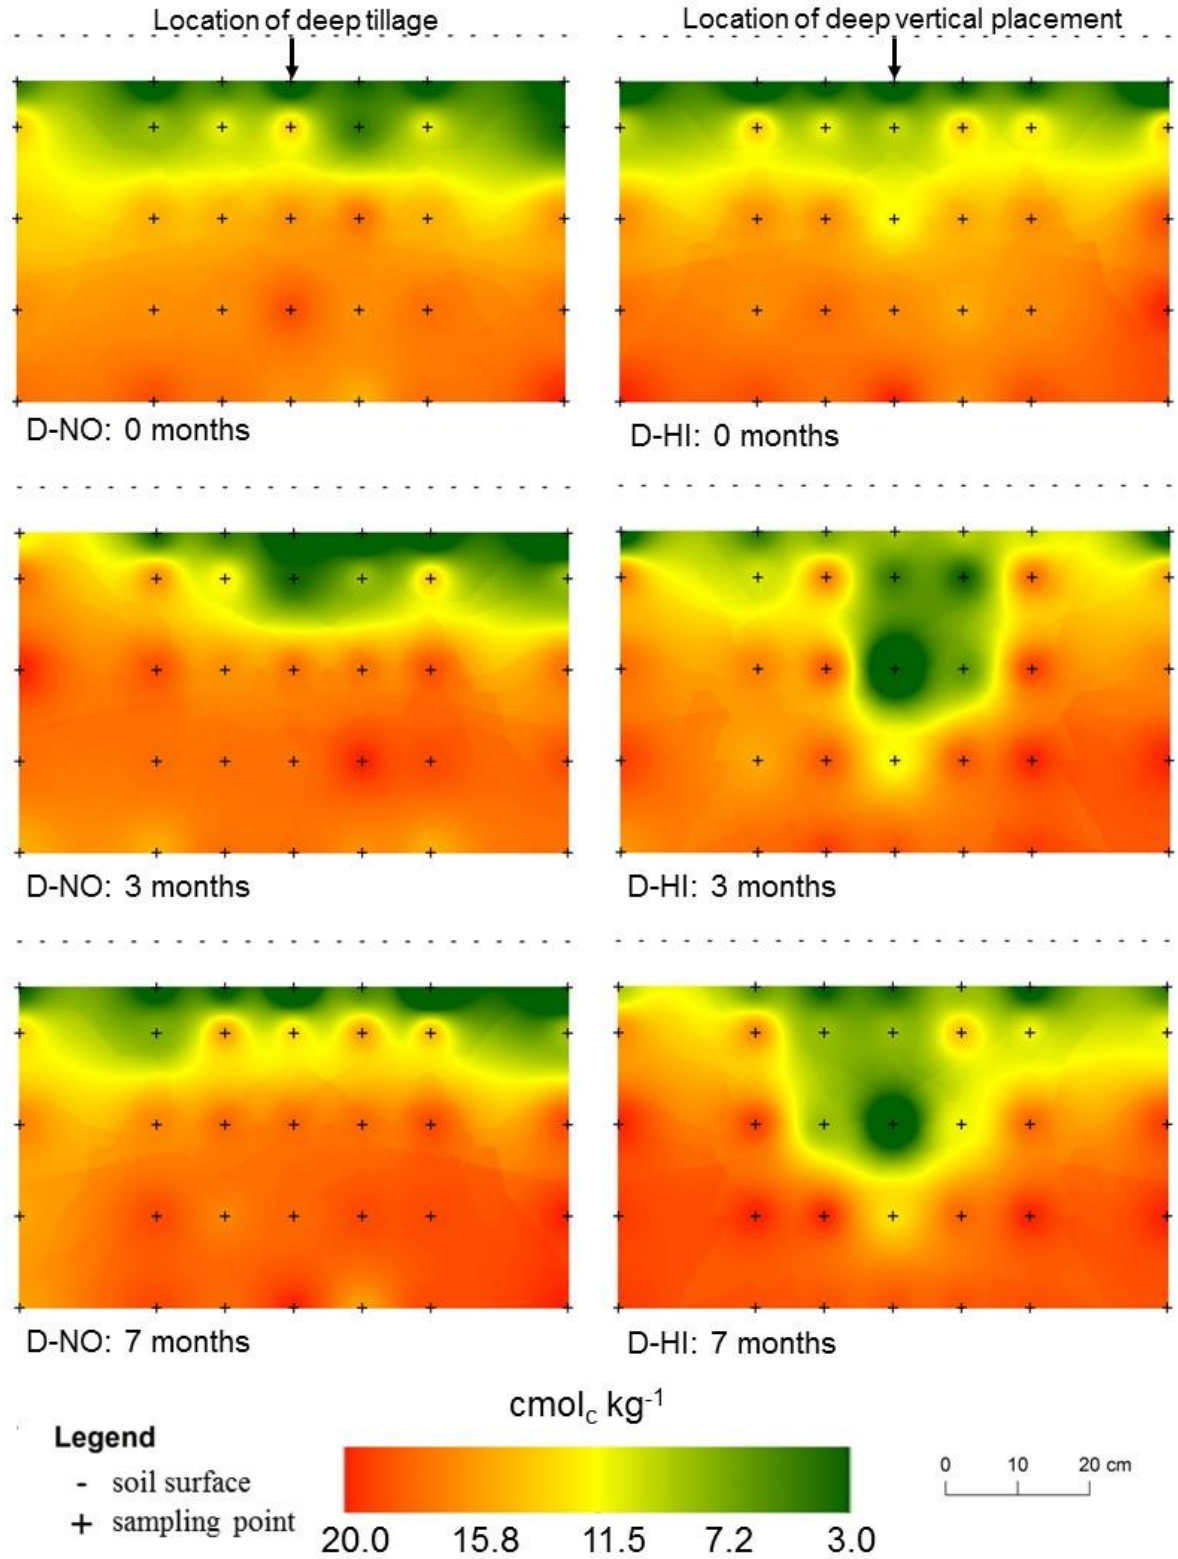 Location of deep tillage
Location of deep vertical placement
D-NO: 0 months
D-HI: 0 months
D-NO: 3 months
D-HI: 3 months
D-NO: 7 months
D-HI: 7 months
cmolc kg-1
Legend
- soil surface
+ sampling point
20.0 15.8 11.5 7.2 3.0
0 10 20 cm